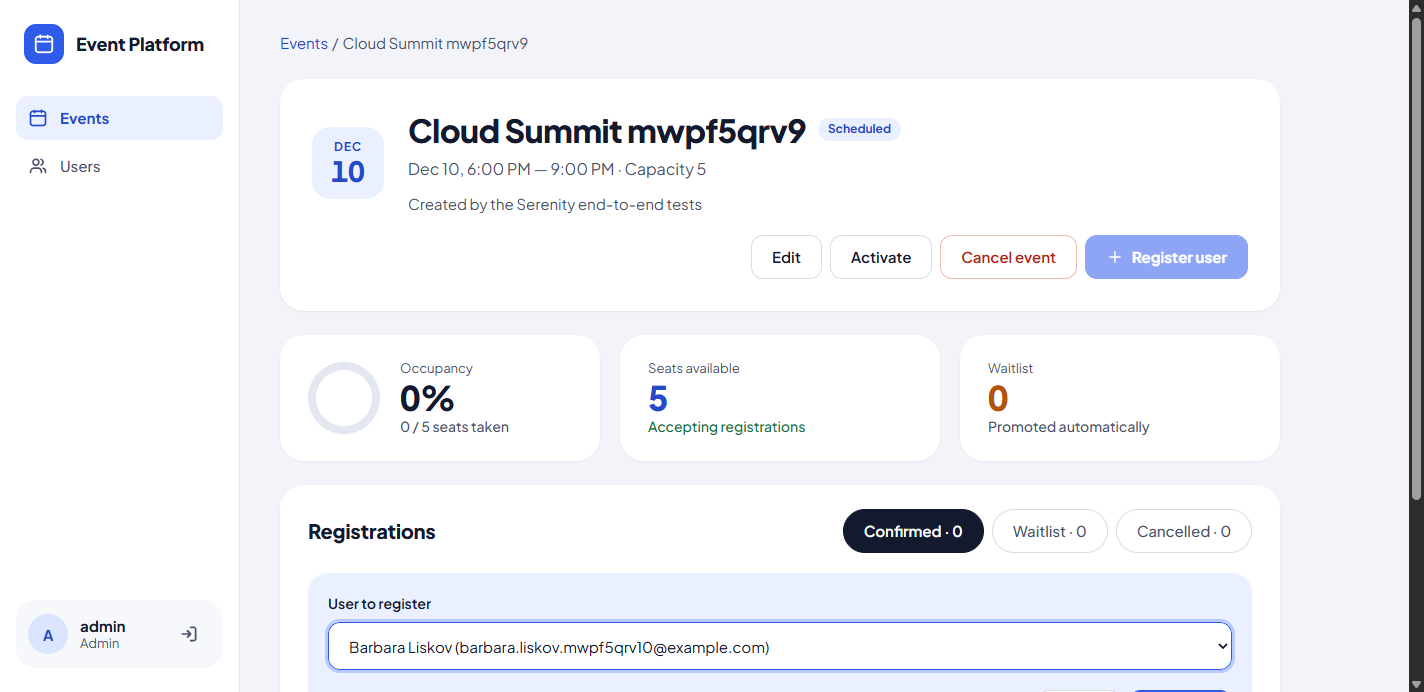 Event Platform
Events
Users
admin
Admin
A
Events / Cloud Summit mwpf5qrv9
DEC
10
Cloud Summit mwpf5qrv9
Scheduled
Dec 10, 6:00 PM — 9:00 PM · Capacity 5
Created by the Serenity end-to-end tests
Edit
Activate
Cancel event
+ Register user
Occupancy
0%
0 / 5 seats taken
Seats available
5
Accepting registrations
Waitlist
0
Promoted automatically
Registrations
Confirmed · 0
Waitlist · 0
Cancelled · 0
User to register
Barbara Liskov (barbara.liskov.mwpf5qrv10@example.com)